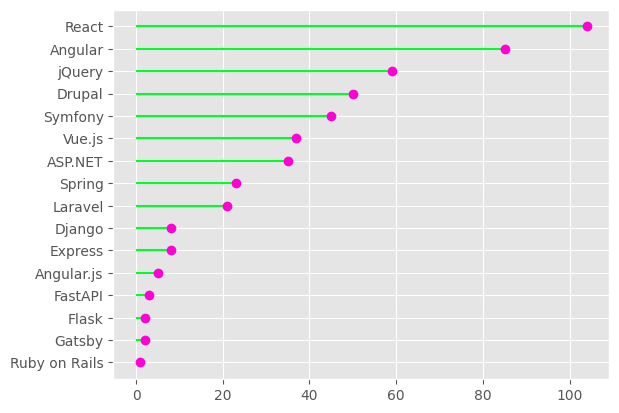 React
Angular
jQuery
Drupal
Symfony
Vue.js
ASP.NET
Spring
Laravel
Django
Express
Angular.js
FastAPI
Flask
Gatsby
Ruby on Rails
0 20 40 60 80 100